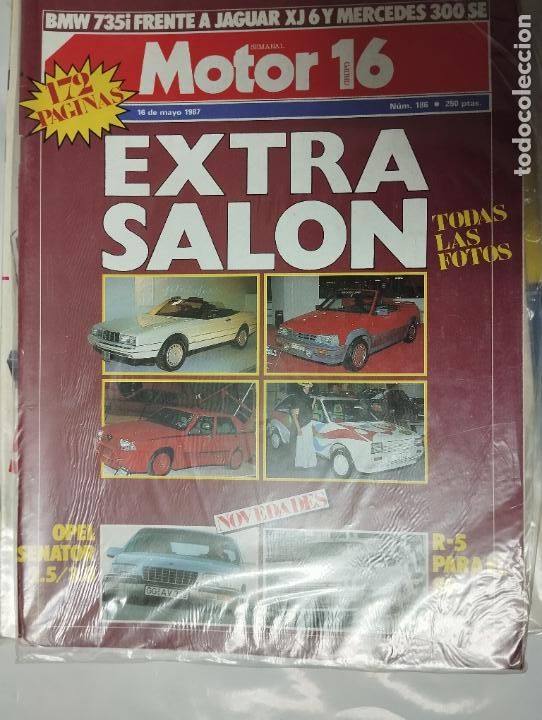 BMW 735i FRENTE A JAGUAR XJ 6 Y MERCEDES 300 SE
172
PAGINAS
SEMANAL
Motor 16
16 de mayo 1987
Núm. 186 • 250 ptas.
EXTRA
SALON
TODAS
LAS
FOTOS
NOVEDADES
OPEL
SENATOR
R-5
todocoleccion